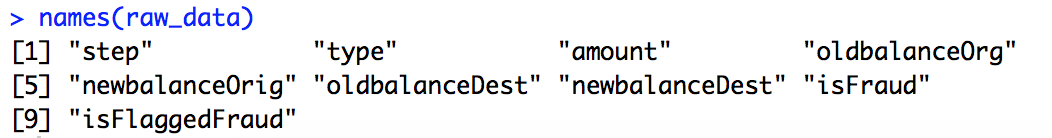 > names(raw_data)
[1] "step" "type" "amount" "oldbalanceOrg"
[5] "newbalanceOrig" "oldbalanceDest" "newbalanceDest" "isFraud"
[9] "isFlaggedFraud"